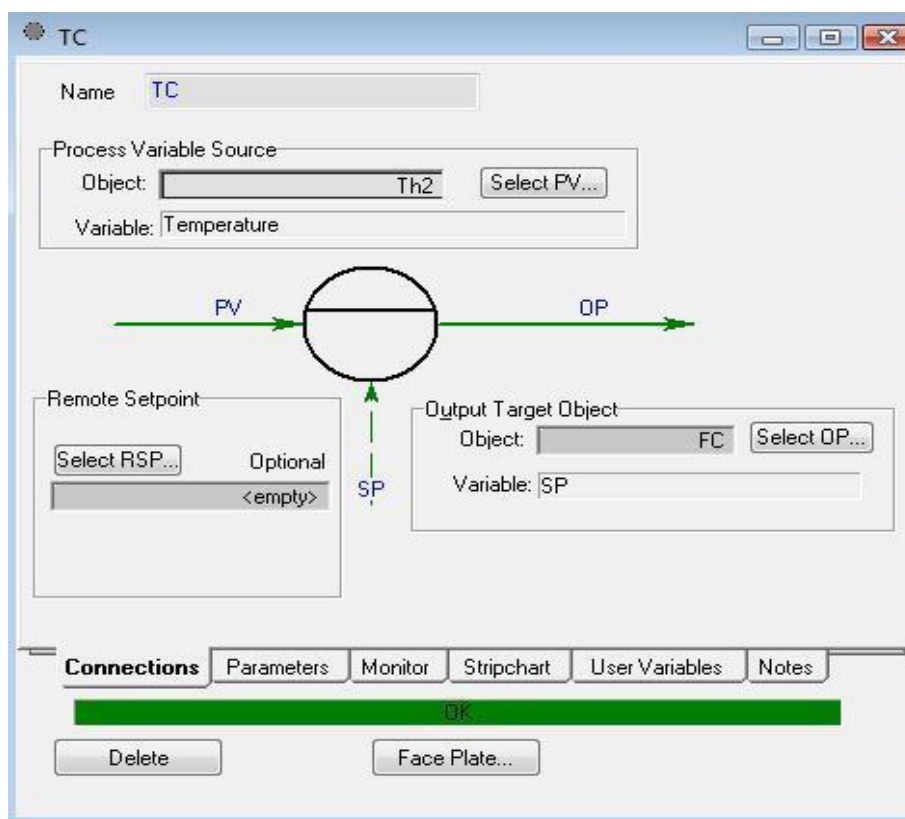 TC
Name TC
Process Variable Source
Object: Th2 Select PV...
Variable: Temperature
PV OP
Remote Setpoint
Select RSP... Optional
<empty>
SP
Output Target Object
Object: FC Select OP...
Variable: SP
Connections Parameters Monitor Stripchart User Variables Notes
OK
Delete Face Plate...